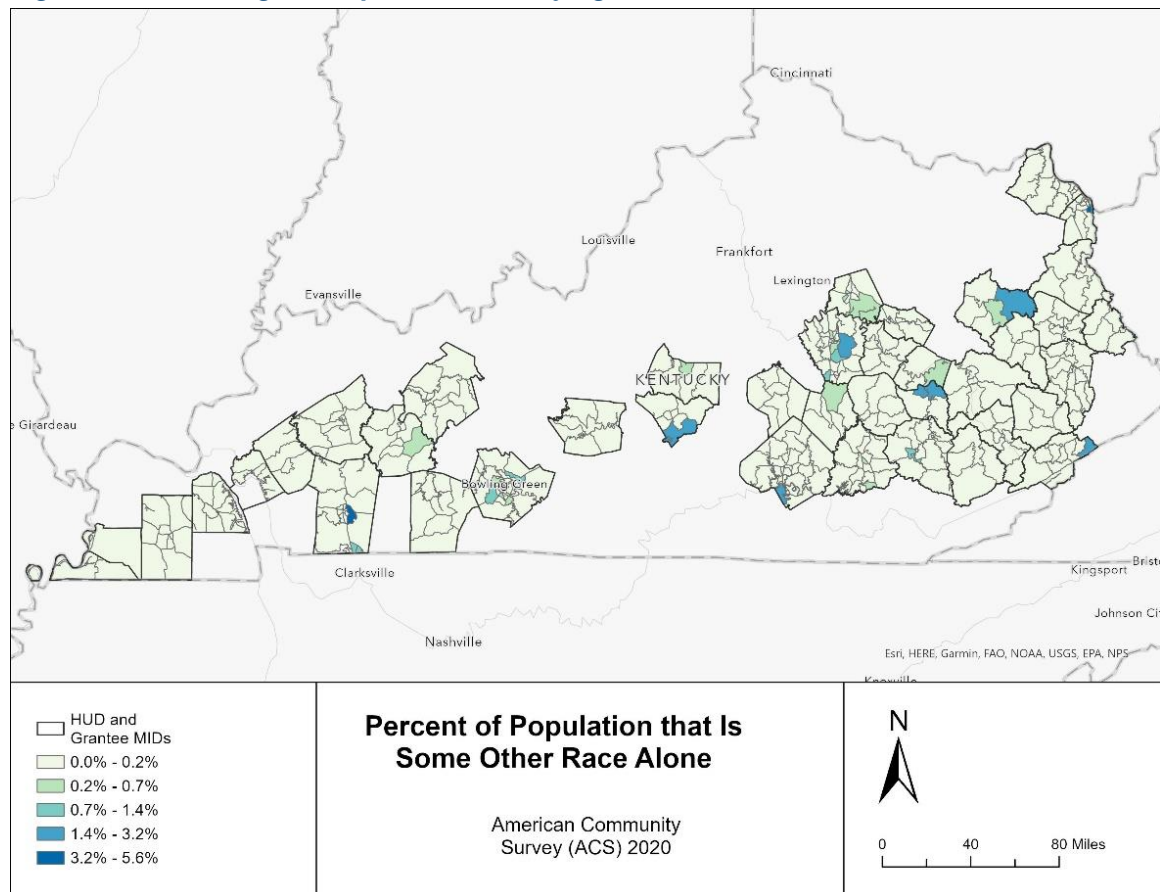 Cincinnati
Louisville
Frankfort
Lexington
Evansville
KENTUCKY
e Girardeau
Bowling Green
Clarksville
Kingsport
Johnson Cit
Nashville
Esri, HERE, Garmin, FAO, NOAA, USGS, EPA, NPS
HUD and
Grantee MIDs
0.0% - 0.2%
0.2% - 0.7%
0.7% - 1.4%
1.4% - 3.2%
3.2% - 5.6%
Percent of Population that Is
Some Other Race Alone
American Community
Survey (ACS) 2020
N
0 40 80 Miles